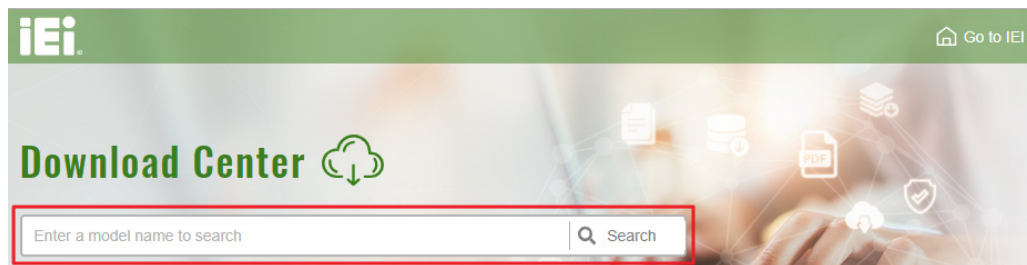 iEi
Go to IEI
Download Center
Enter a model name to search
Search
PDF